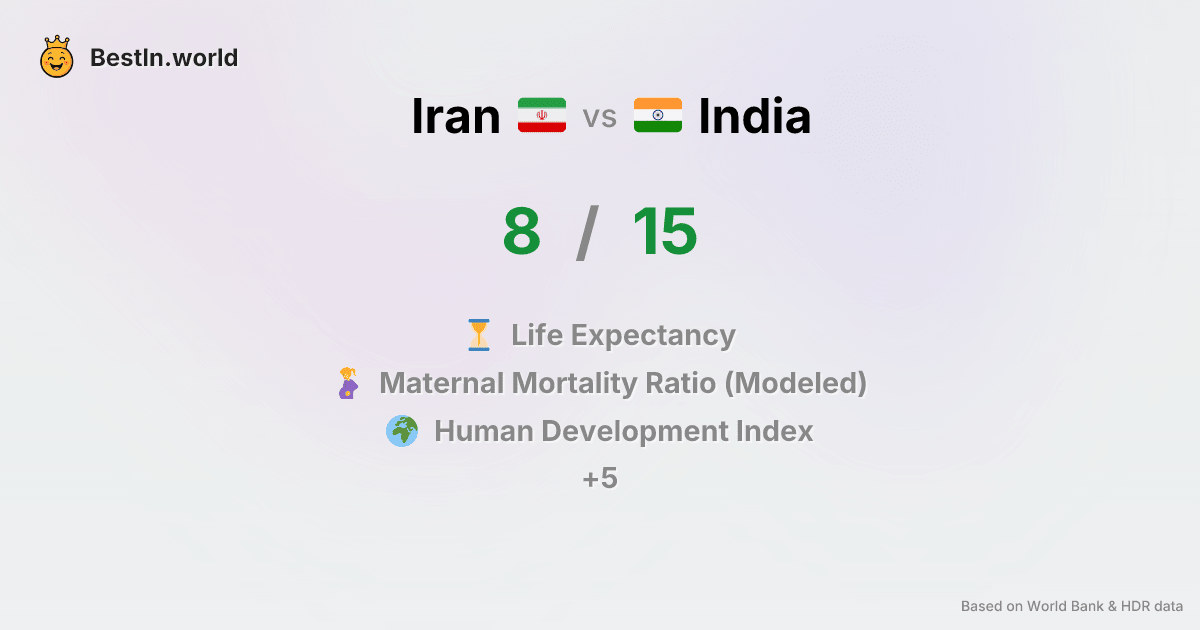 BestIn.world
Iran vs India
8 / 15
Life Expectancy
Maternal Mortality Ratio (Modeled)
Human Development Index
+5
Based on World Bank & HDR data